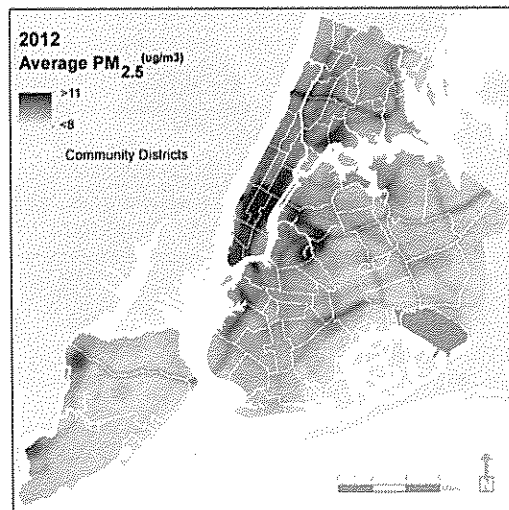 2012
Average PM2.5(ug/m3)
>11
<8
Community Districts
N